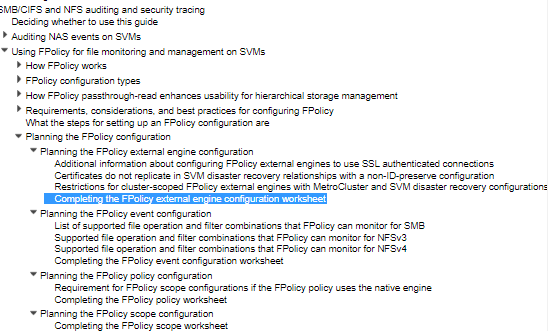 SMB/CIFS and NFS auditing and security tracing
Deciding whether to use this guide
Auditing NAS events on SVMs
Using FPolicy for file monitoring and management on SVMs
How FPolicy works
FPolicy configuration types
How FPolicy passthrough-read enhances usability for hierarchical storage management
Requirements, considerations, and best practices for configuring FPolicy
What the steps for setting up an FPolicy configuration are
Planning the FPolicy configuration
Planning the FPolicy external engine configuration
Additional information about configuring FPolicy external engines to use SSL authenticated connections
Certificates do not replicate in SVM disaster recovery relationships with a non-ID-preserve configuration
Restrictions for cluster-scoped FPolicy external engines with MetroCluster and SVM disaster recovery configurations
Completing the FPolicy external engine configuration worksheet
Planning the FPolicy event configuration
List of supported file operation and filter combinations that FPolicy can monitor for SMB
Supported file operation and filter combinations that FPolicy can monitor for NFSv3
Supported file operation and filter combinations that FPolicy can monitor for NFSv4
Completing the FPolicy event configuration worksheet
Planning the FPolicy policy configuration
Requirement for FPolicy scope configurations if the FPolicy policy uses the native engine
Completing the FPolicy policy worksheet
Planning the FPolicy scope configuration
Completing the FPolicy scope worksheet